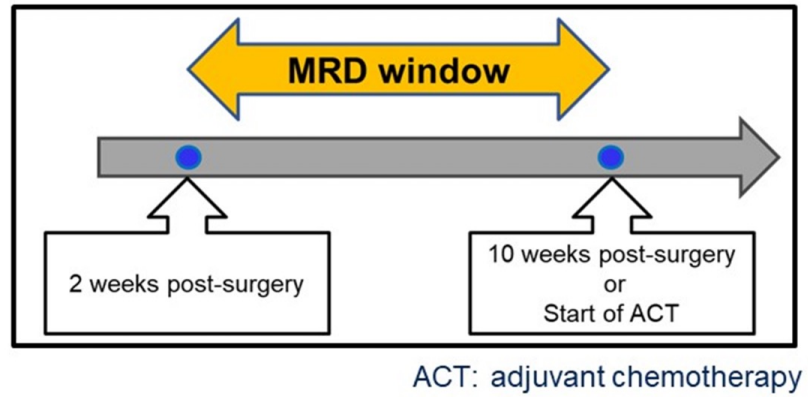 MRD window
2 weeks post-surgery
10 weeks post-surgery
or
Start of ACT
ACT: adjuvant chemotherapy